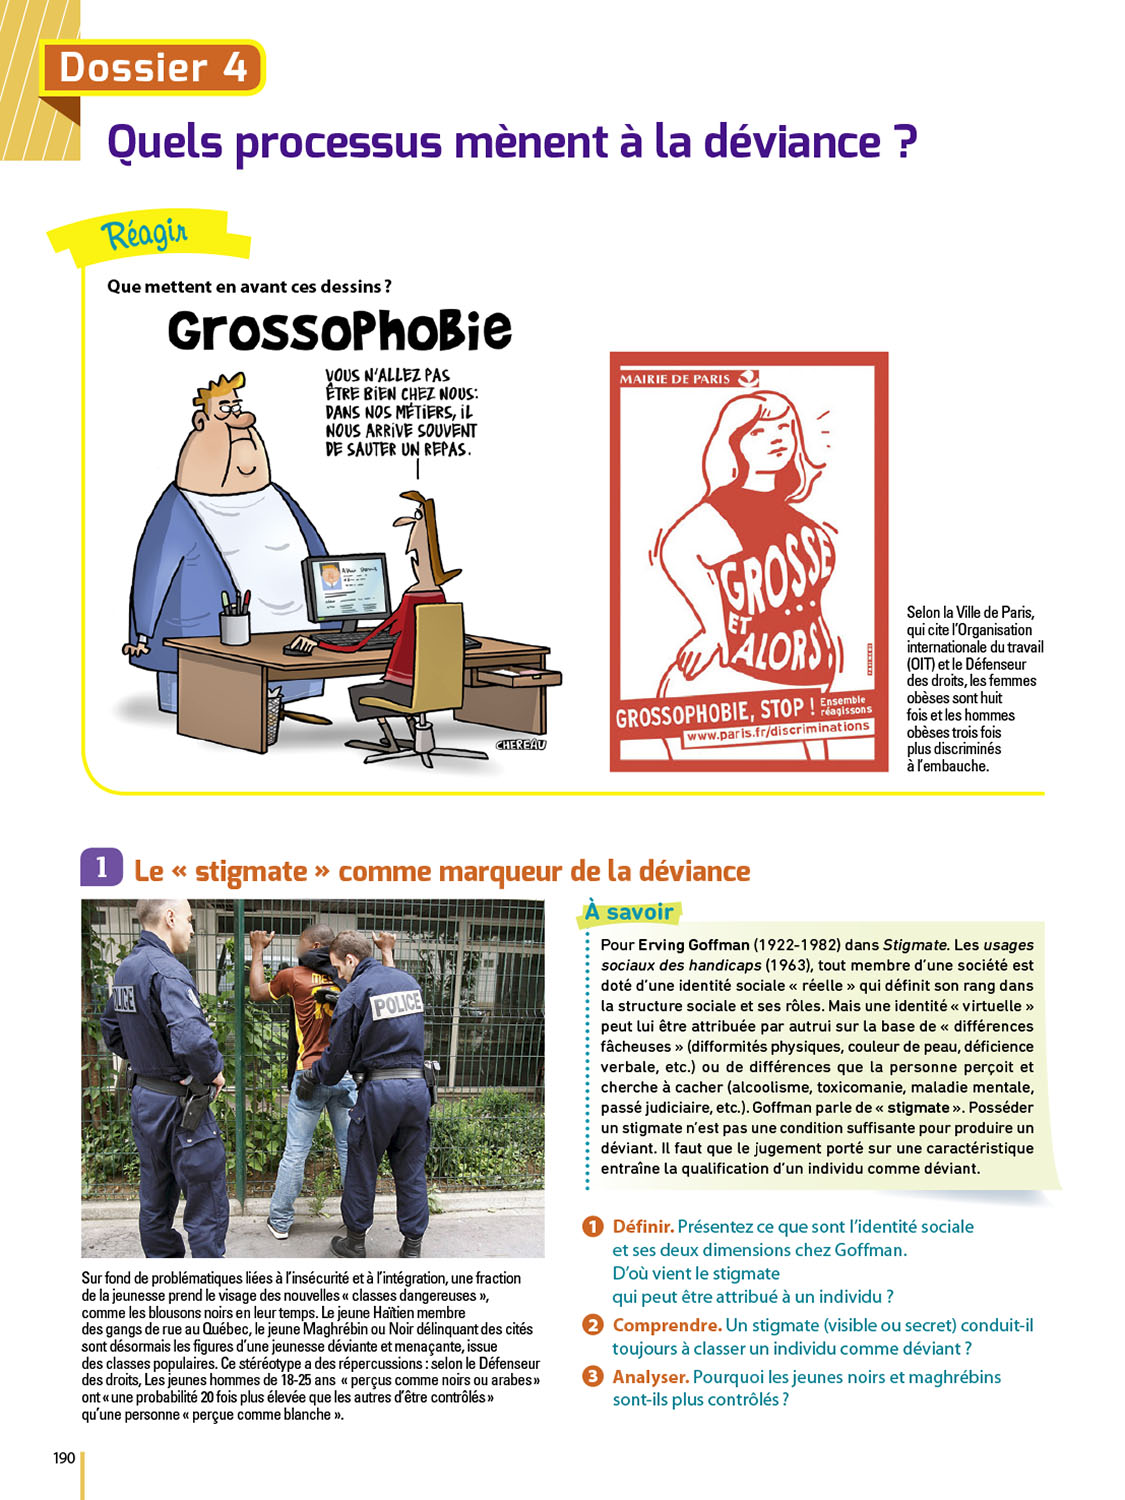 Dossier 4
Quels processus mènent à la déviance ?
Réagir
Que mettent en avant ces dessins ?
GROSSOPHOBIE
VOUS N'ALLEZ PAS
ÊTRE BIEN CHEZ NOUS:
DANS NOS MÉTIERS, IL
NOUS ARRIVE SOUVENT
DE SAUTER UN REPAS.
CHEREAU
MAIRIE DE PARIS
GROSSE
...
ET
ALORS!
GROSSOPHOBIE, STOP ! Ensemble
réagissons
www.paris.fr/discriminations
Selon la Ville de Paris,
qui cite l'Organisation
internationale du travail
(OIT) et le Défenseur
des droits, les femmes
obèses sont huit
fois et les hommes
obèses trois fois
plus discriminés
à l'embauche.
1 Le « stigmate » comme marqueur de la déviance
POLICE
POLICE
Sur fond de problématiques liées à l'insécurité et à l'intégration, une fraction
de la jeunesse prend le visage des nouvelles « classes dangereuses »,
comme les blousons noirs en leur temps. Le jeune Haïtien membre
des gangs de rue au Québec, le jeune Maghrébin ou Noir délinquant des cités
sont désormais les figures d'une jeunesse déviante et menaçante, issue
des classes populaires. Ce stéréotype a des répercussions : selon le Défenseur
des droits, Les jeunes hommes de 18-25 ans « perçus comme noirs ou arabes »
ont « une probabilité 20 fois plus élevée que les autres d'être contrôlés »
qu'une personne « perçue comme blanche ».
À savoir
Pour Erving Goffman (1922-1982) dans Stigmate. Les usages
sociaux des handicaps (1963), tout membre d'une société est
doté d'une identité sociale « réelle » qui définit son rang dans
la structure sociale et ses rôles. Mais une identité « virtuelle »
peut lui être attribuée par autrui sur la base de « différences
fâcheuses » (difformités physiques, couleur de peau, déficience
verbale, etc.) ou de différences que la personne perçoit et
cherche à cacher (alcoolisme, toxicomanie, maladie mentale,
passé judiciaire, etc.). Goffman parle de « stigmate ». Posséder
un stigmate n'est pas une condition suffisante pour produire un
déviant. Il faut que le jugement porté sur une caractéristique
entraîne la qualification d'un individu comme déviant.
1 Définir. Présentez ce que sont l'identité sociale
et ses deux dimensions chez Goffman.
D'où vient le stigmate
qui peut être attribué à un individu ?
2 Comprendre. Un stigmate (visible ou secret) conduit-il
toujours à classer un individu comme déviant ?
3 Analyser. Pourquoi les jeunes noirs et maghrébins
sont-ils plus contrôlés ?
190